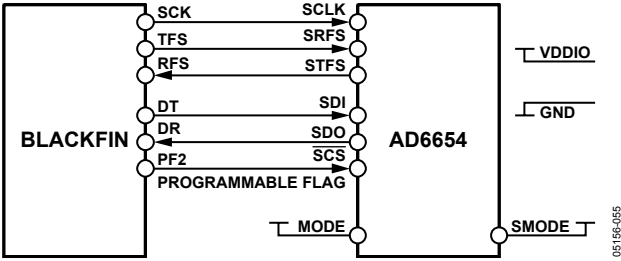 SCK SCLK
TFS SRFS
RFS STFS
VDDIO
DT SDI
GND
BLACKFIN DR SDO AD6654
PF2 SCS
PROGRAMMABLE FLAG
MODE SMODE
05156-055